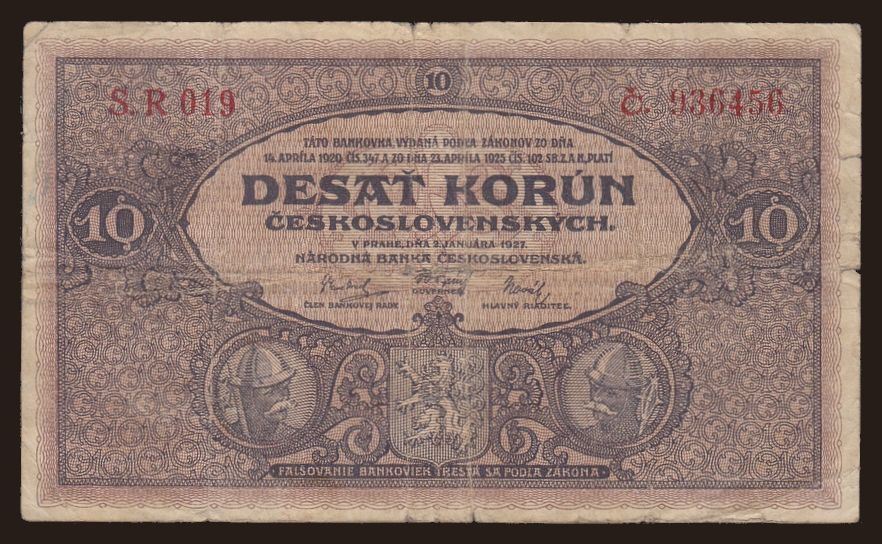 10
S. R 019 Č. 936456
TÁTO BANKOVKA, VYDANÁ PODĽA ZÁKONOV ZO DŇA
14. APRÍLA 1920 ČÍS. 347 A ZO DŇA 23. APRÍLA 1925 ČÍS. 102 SB. Z. A N., PLATÍ
DESAŤ KORÚN
10 ČESKOSLOVENSKÝCH. 10
V PRAHE, DŇA 2. JANUÁRA 1927.
NÁRODNÁ BANKA ČESKOSLOVENSKÁ.
ČLEN BANKOVEJ RADY. GUVERNÉR. HLAVNÝ RIADITEĽ.
FALŠOVANIE BANKOVIEK TRESTÁ SA PODĽA ZÁKONA